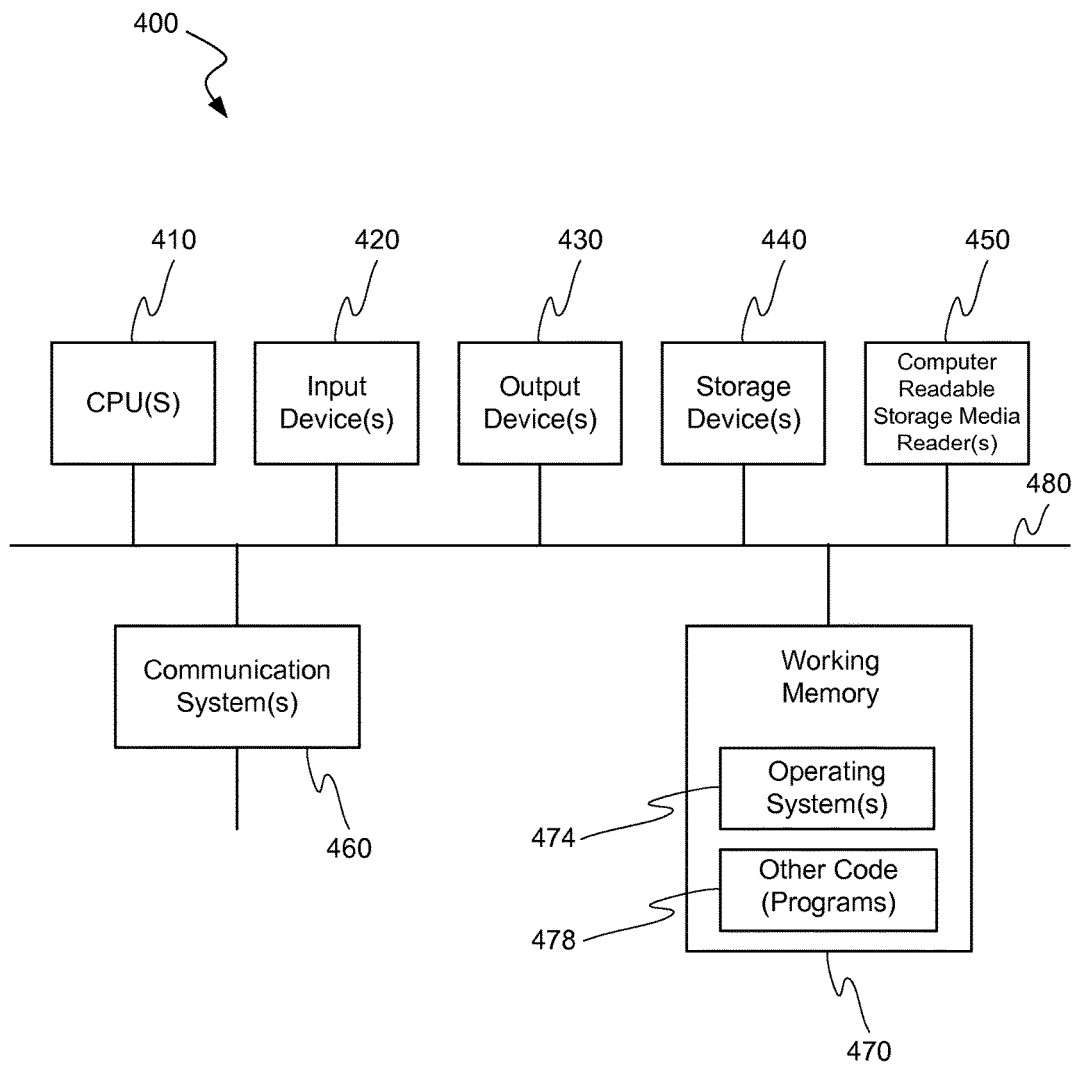 400
410
420
430
440
450
CPU(S)
Input
Device(s)
Output
Device(s)
Storage
Device(s)
Computer
Readable
Storage Media
Reader(s)
480
Communication
System(s)
460
Working
Memory
Operating
System(s)
474
Other Code
(Programs)
478
470